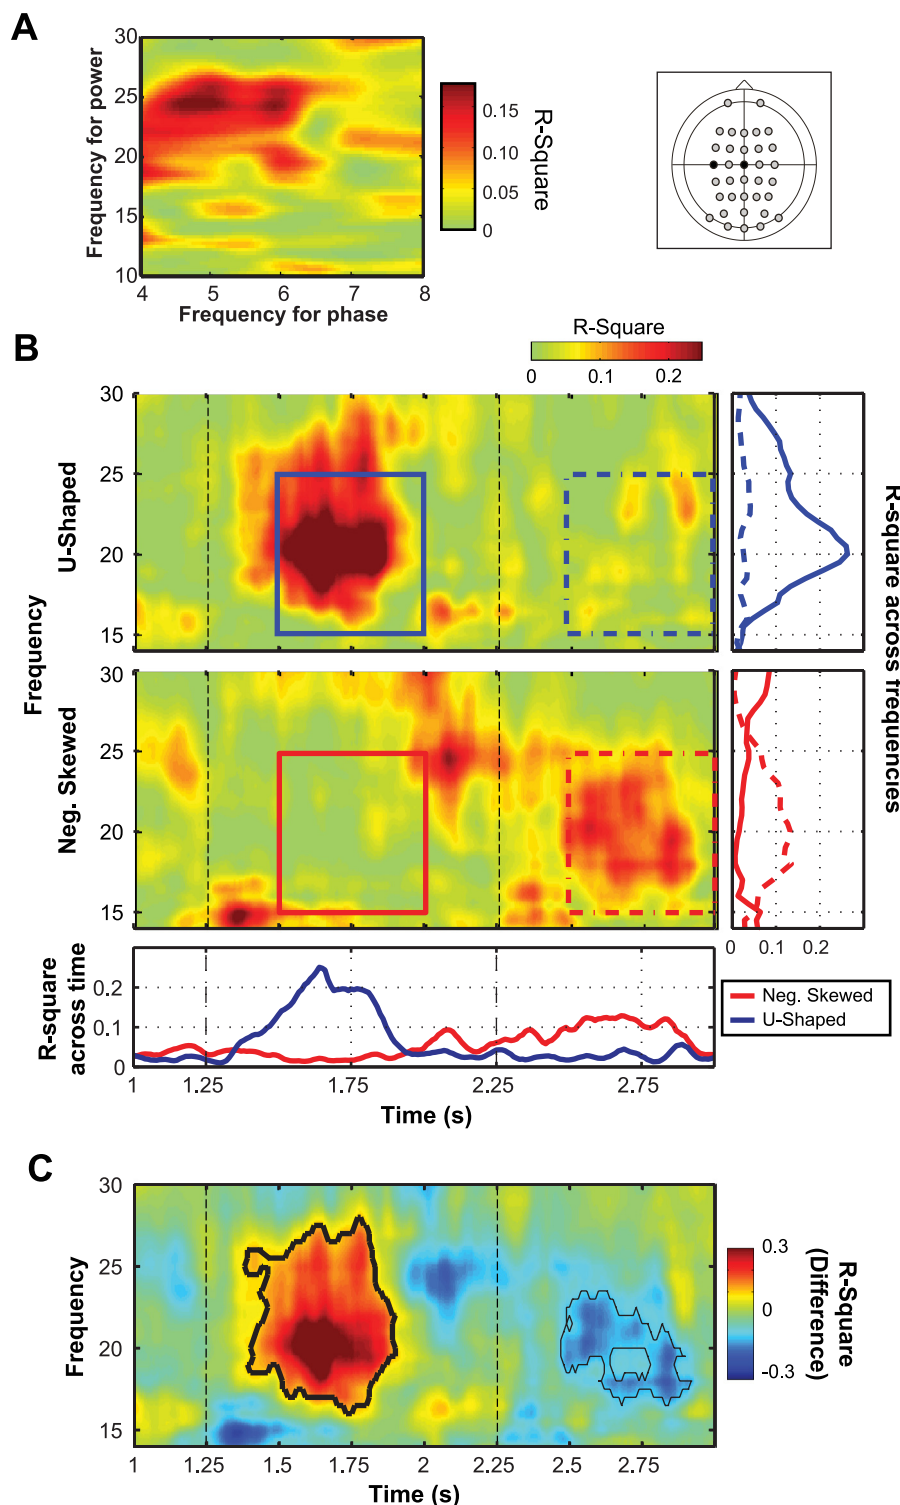 A
Frequency for power
30
25
20
15
10
4 5 6 7 8
Frequency for phase
0.15
0.10
0.05
0
R-Square
B
R-Square
0 0.1 0.2
Frequency
U-Shaped
30
25
20
15
Neg. Skewed
30
25
20
15
R-square across frequencies
0 0.1 0.2
R-square
across time
0.2
0.1
0
1 1.25 1.75 2.25 2.75
Time (s)
Neg. Skewed
U-Shaped
C
Frequency
30
25
20
15
1 1.25 1.5 1.75 2 2.25 2.5 2.75
Time (s)
0.3
0
-0.3
R-Square
(Difference)